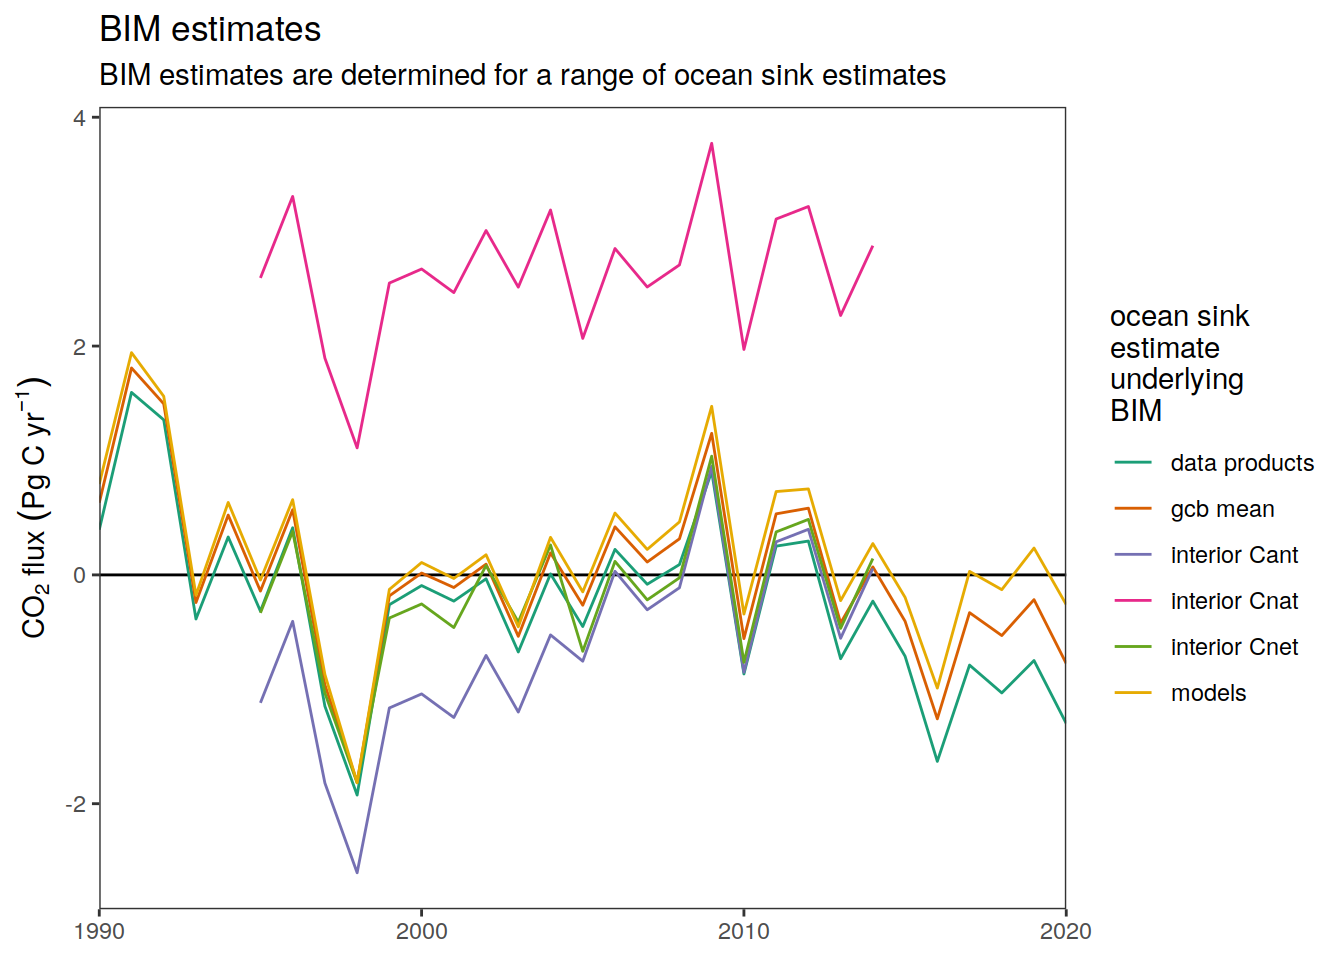 BIM estimates
BIM estimates are determined for a range of ocean sink estimates
4
2
0
-2
CO₂ flux (Pg C yr⁻¹)
1990
2000
2010
2020
ocean sink
estimate
underlying
BIM
data products
gcb mean
interior Cant
interior Cnat
interior Cnet
models